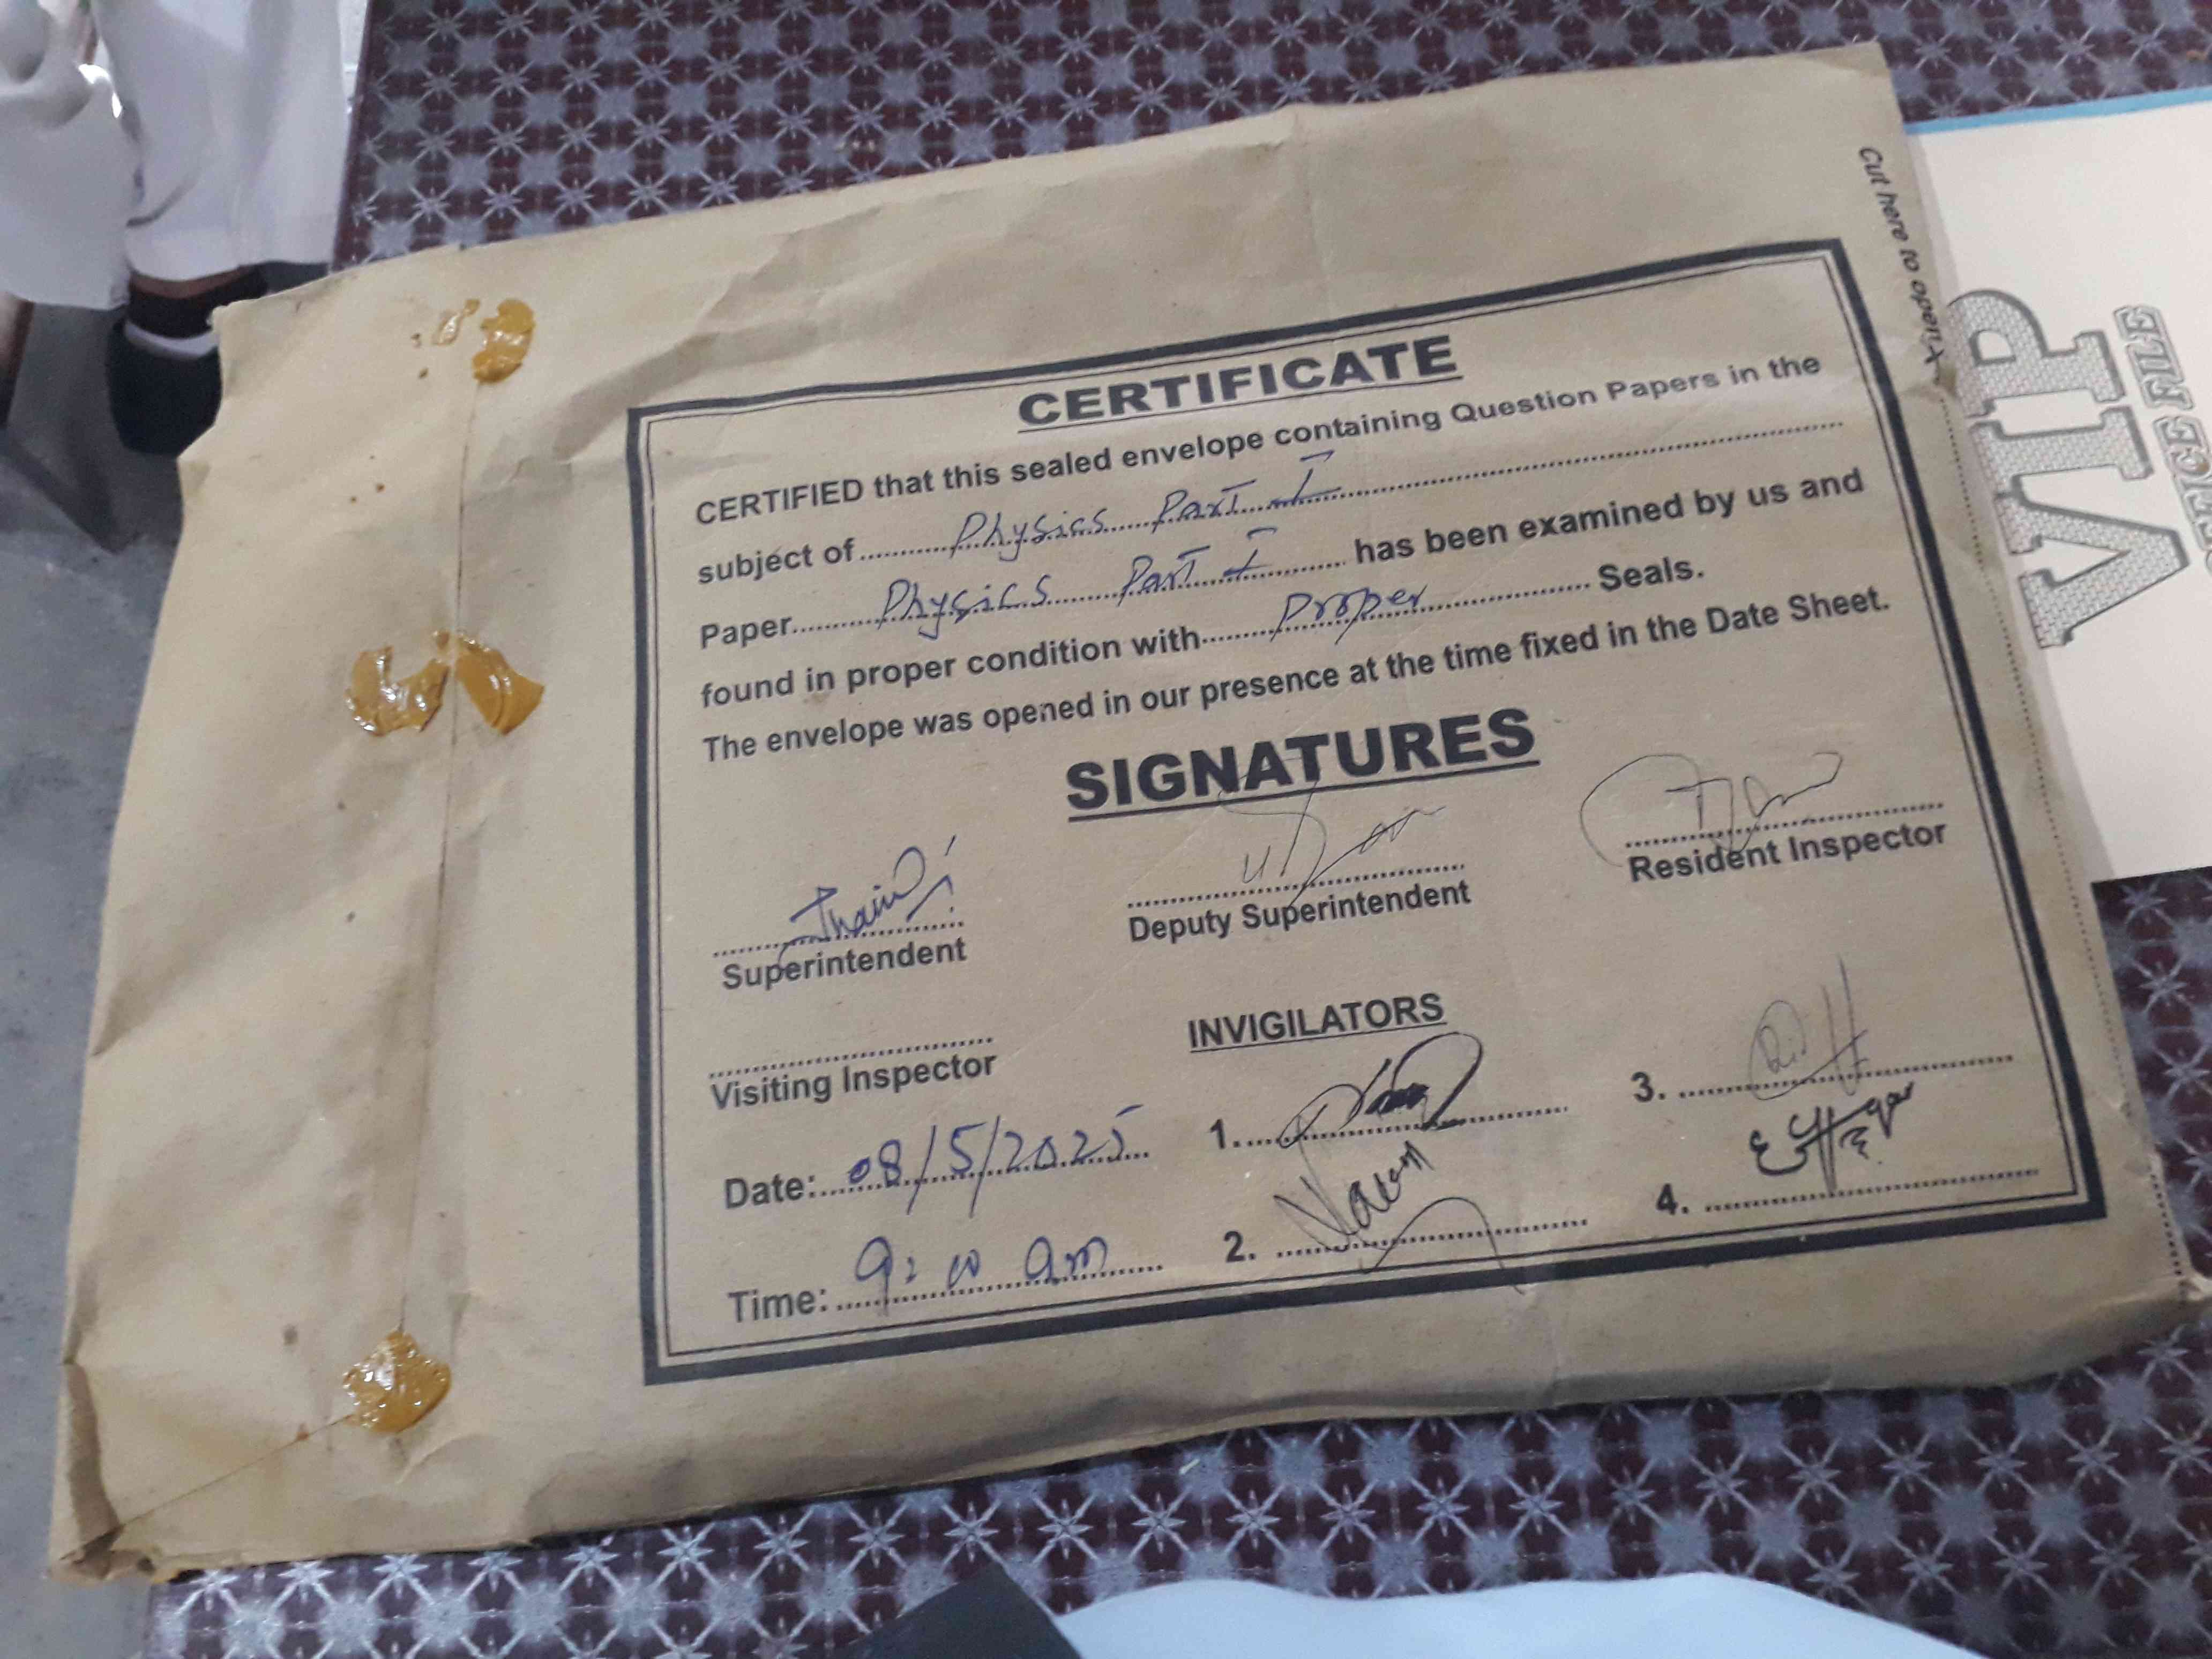 Cut here to open
CERTIFICATE
CERTIFIED that this sealed envelope containing Question Papers in the
subject of Physics Part I
Paper Physics Part I has been examined by us and
found in proper condition with Proper Seals.
The envelope was opened in our presence at the time fixed in the Date Sheet.
SIGNATURES
Superintendent
Deputy Superintendent
Resident Inspector
Visiting Inspector
INVIGILATORS
1.
3.
Date: 08/5/2025
2.
4.
Time: 9:10 am
VIP
FILE